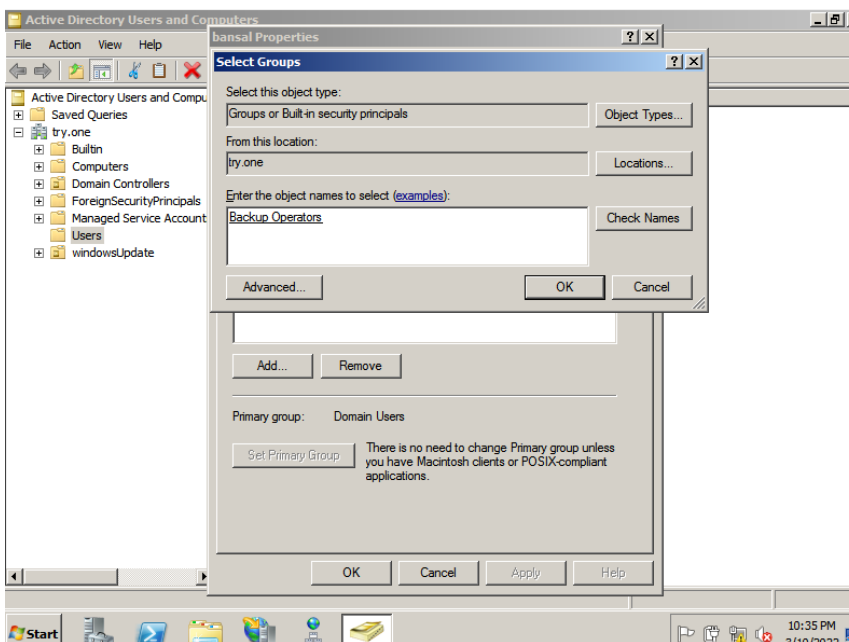 Active Directory Users and Computers
File Action View Help
Active Directory Users and Compu
Saved Queries
try.one
Builtin
Computers
Domain Controllers
ForeignSecurityPrincipals
Managed Service Account
Users
windowsUpdate
bansal Properties
Select Groups
Select this object type:
Groups or Built-in security principals
Object Types...
From this location:
try.one
Locations...
Enter the object names to select (examples):
Backup Operators
Check Names
Advanced...
OK
Cancel
Add...
Remove
Primary group: Domain Users
Set Primary Group
There is no need to change Primary group unless
you have Macintosh clients or POSIX-compliant
applications.
OK
Cancel
Apply
Help
Start
10:35 PM